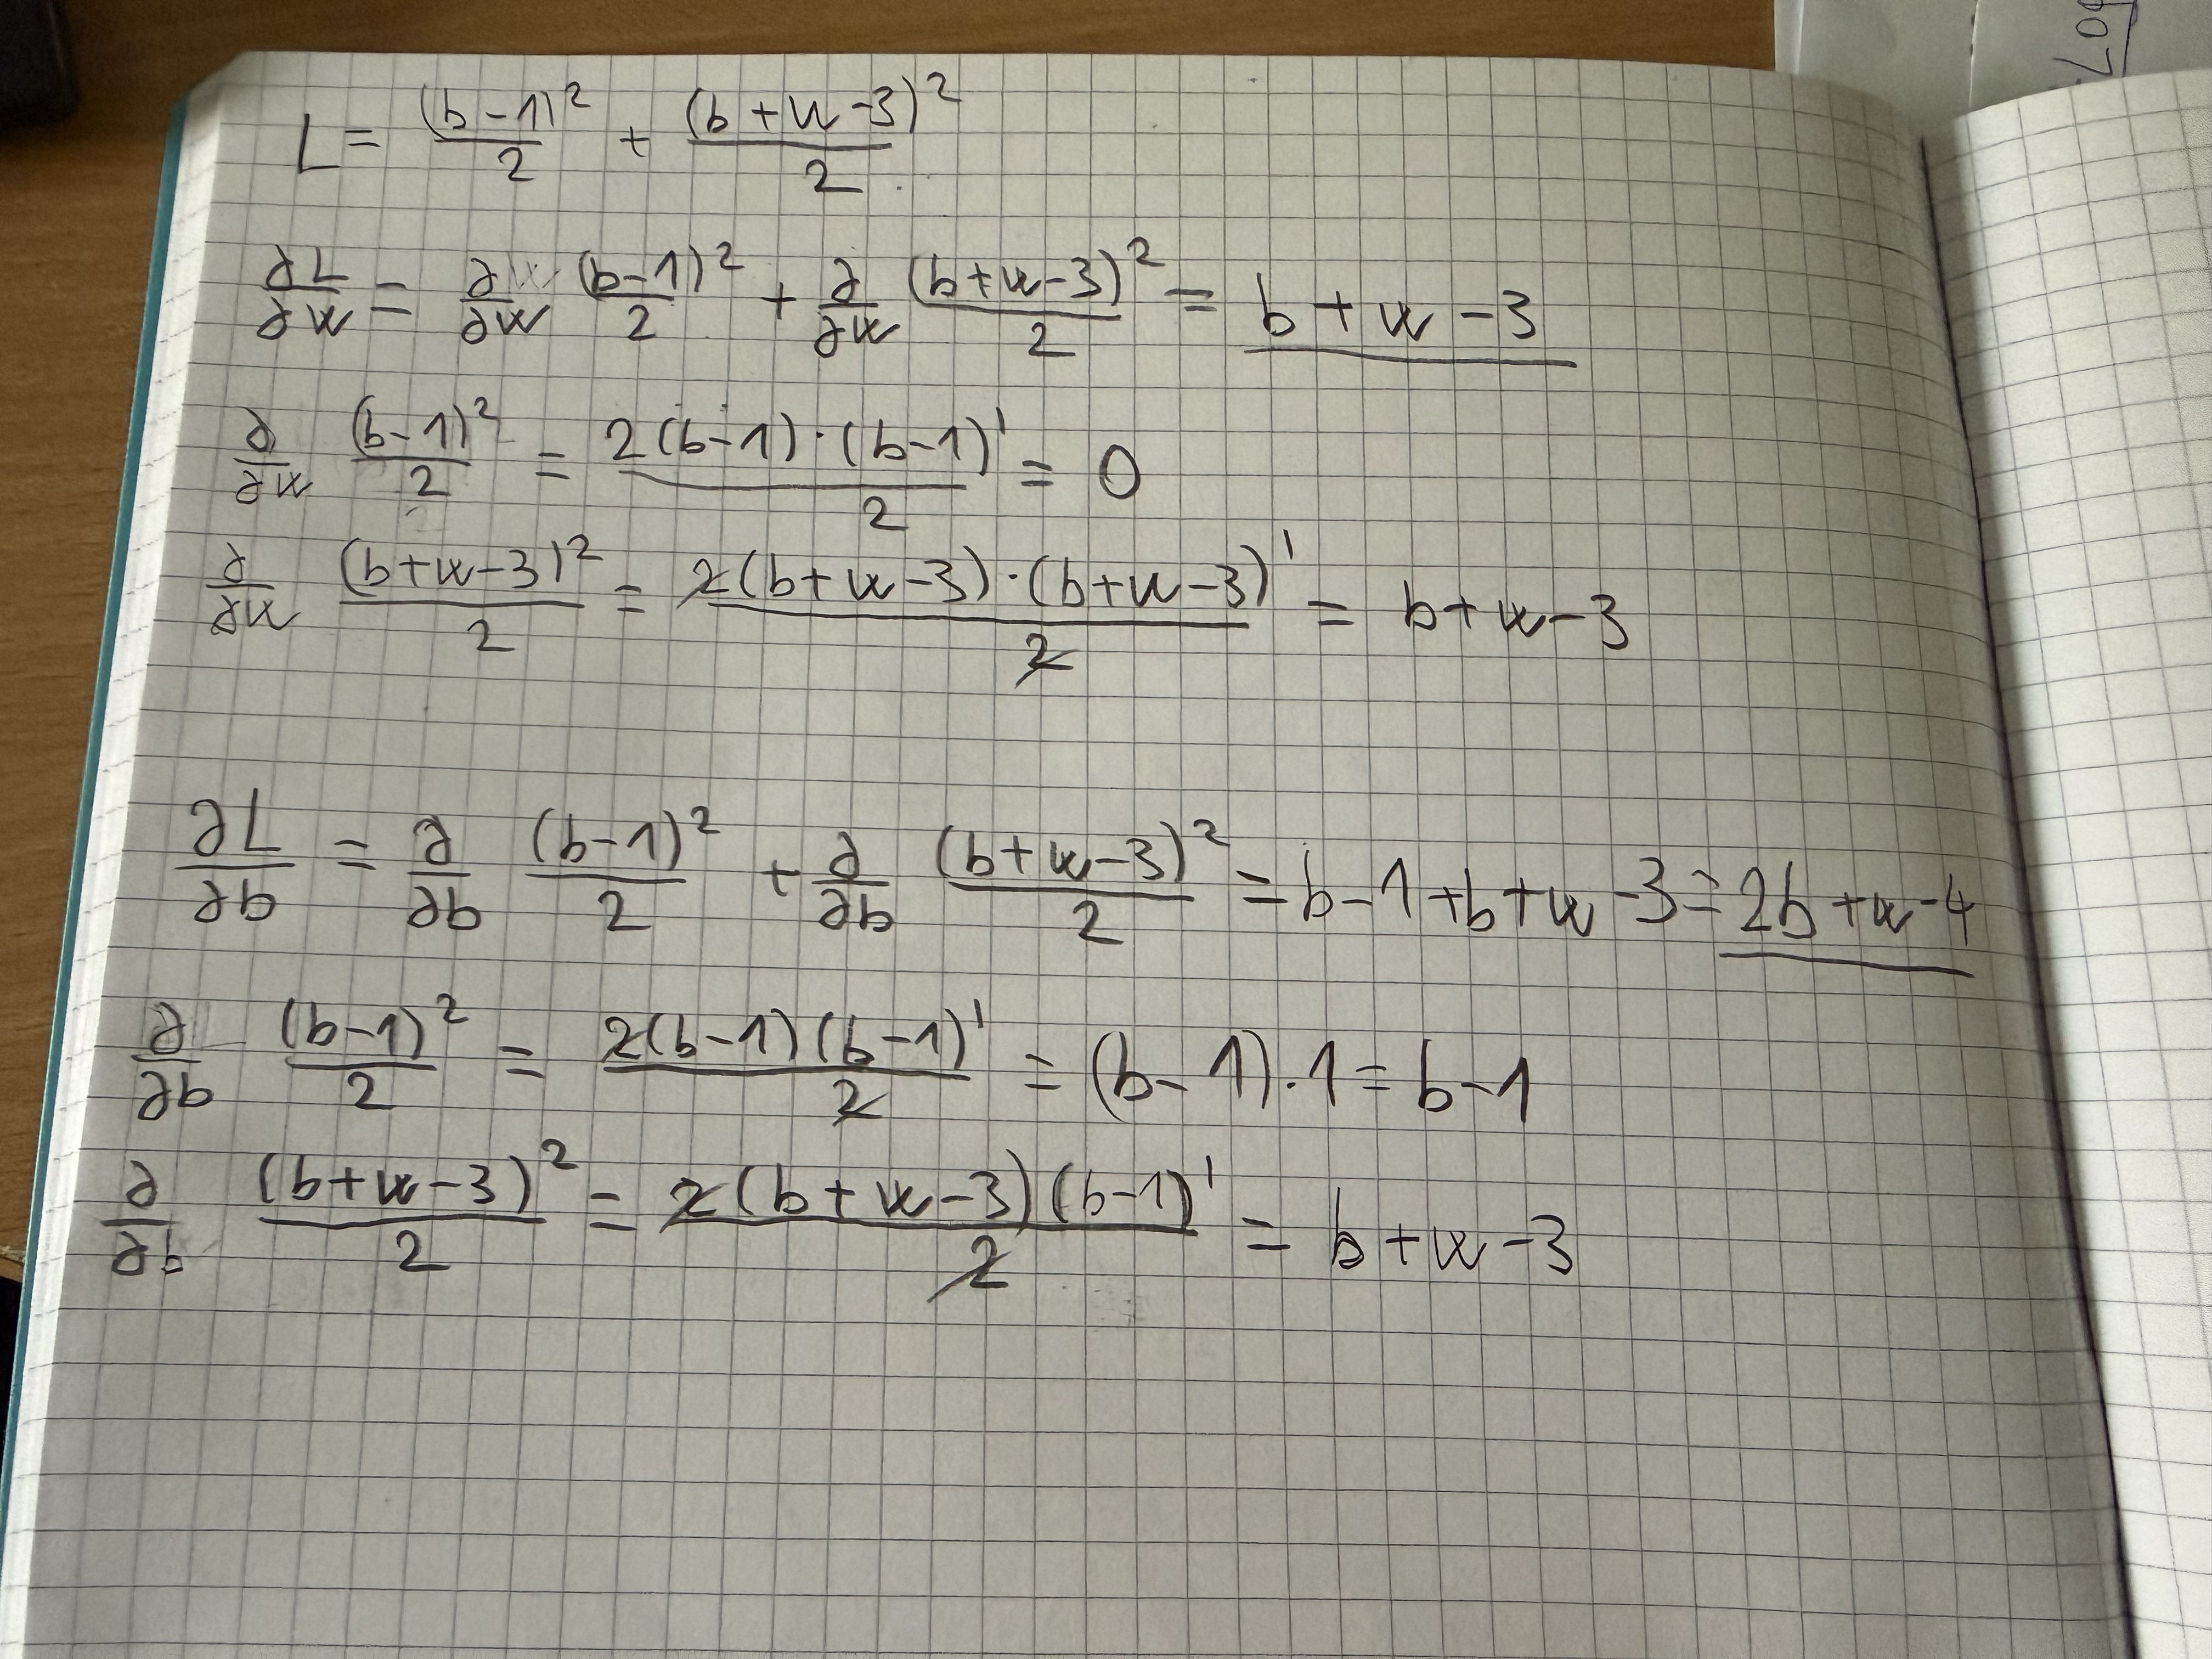 L = (b-1)²/2 + (b+w-3)²/2
∂L/∂w = ∂/∂w (b-1)²/2 + ∂/∂w (b+w-3)²/2 = b+w-3
∂/∂w (b-1)²/2 = 2(b-1)·(b-1)'/2 = 0
∂/∂w (b+w-3)²/2 = 2(b+w-3)·(b+w-3)'/2 = b+w-3
∂L/∂b = ∂/∂b (b-1)²/2 + ∂/∂b (b+w-3)²/2 = b-1+b+w-3 = 2b+w-4
∂/∂b (b-1)²/2 = 2(b-1)(b-1)'/2 = (b-1)·1 = b-1
∂/∂b (b+w-3)²/2 = 2(b+w-3)(b-1)'/2 = b+w-3